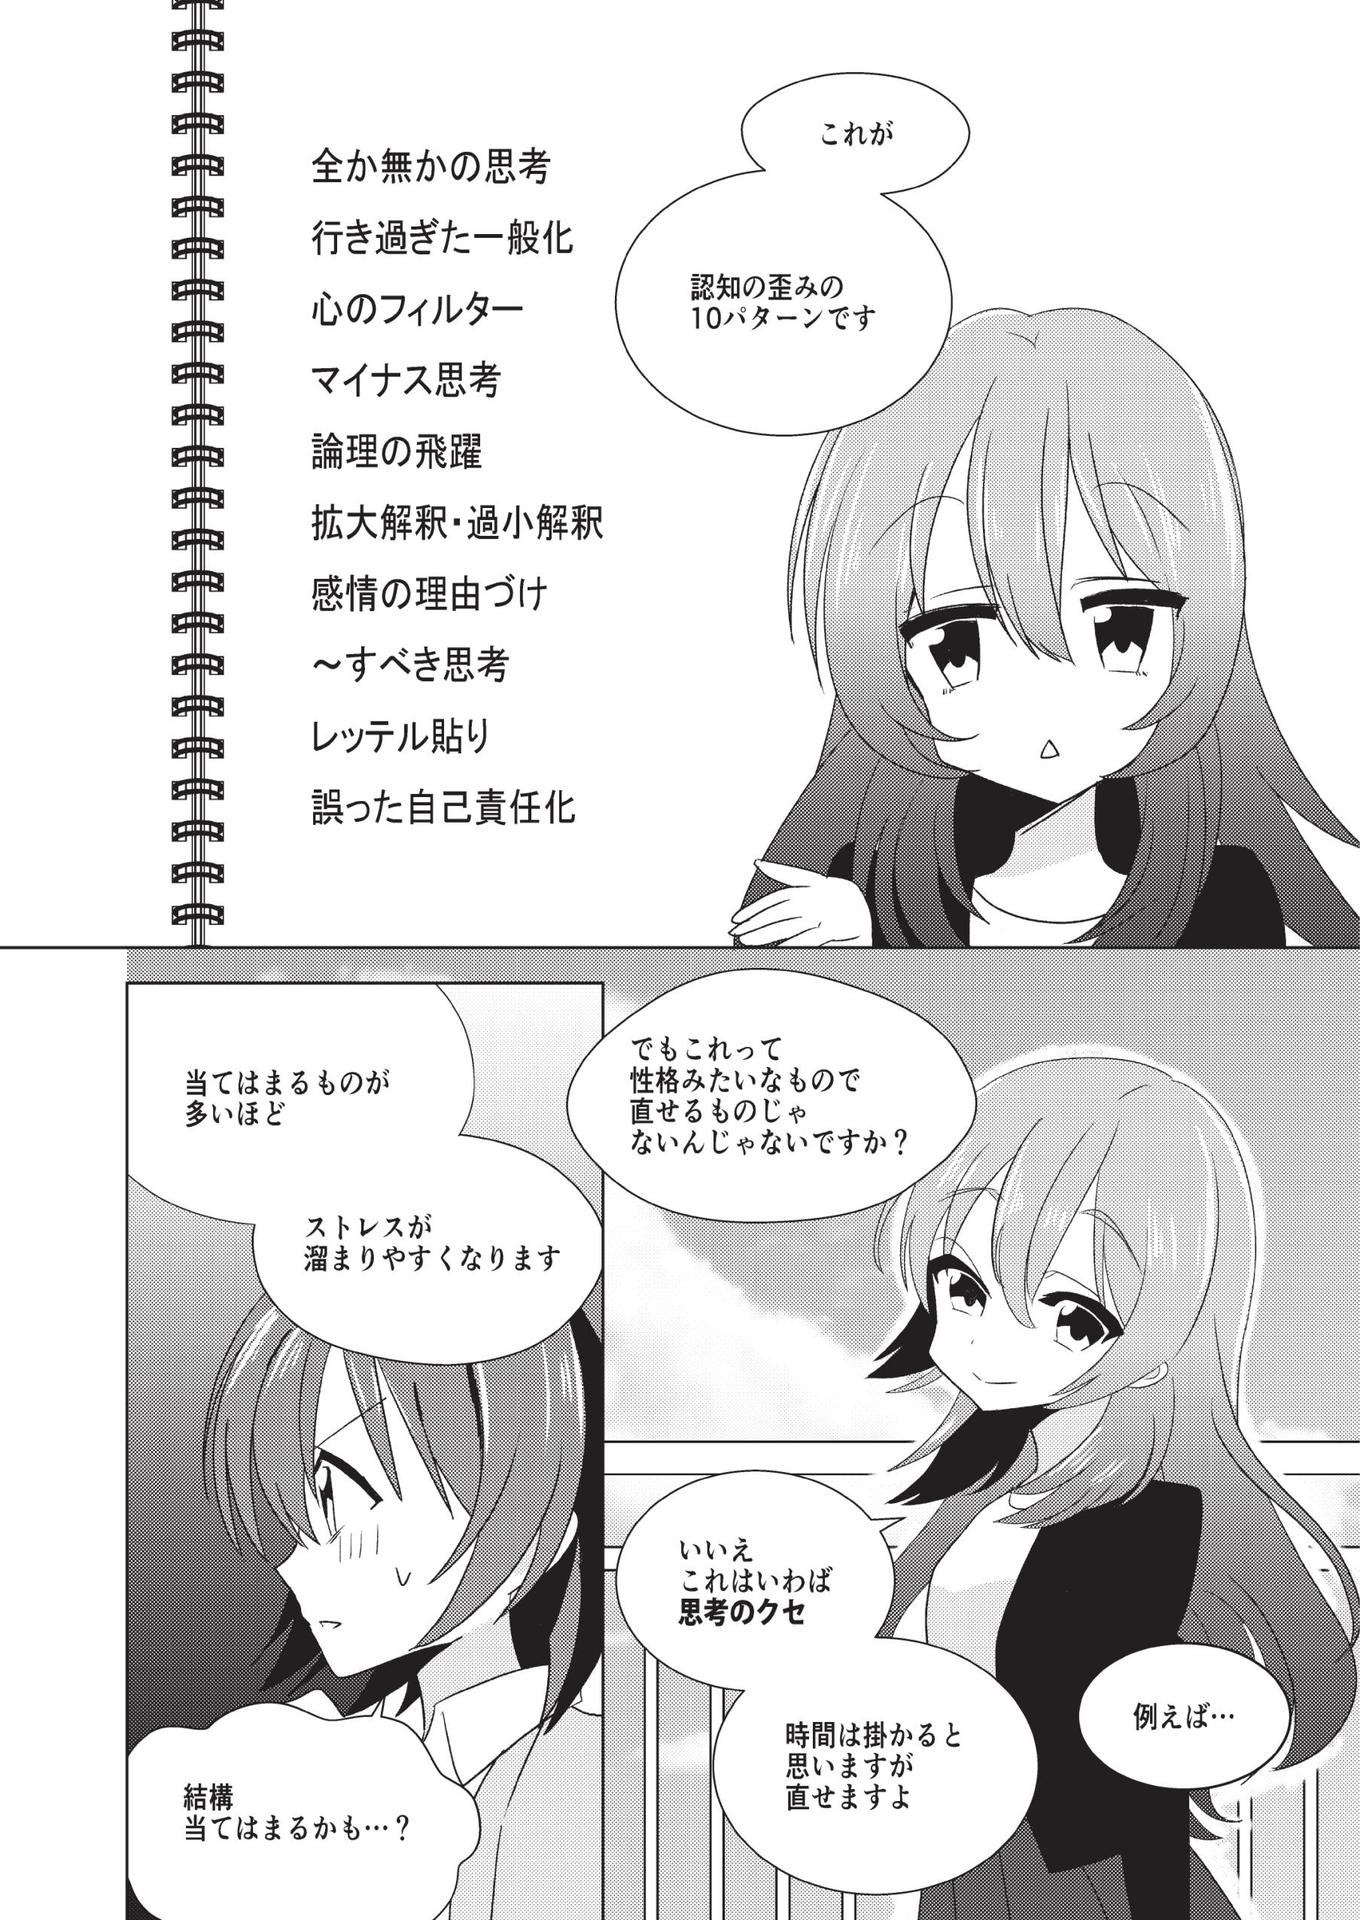 全か無かの思考
行き過ぎた一般化
心のフィルター
マイナス思考
論理の飛躍
拡大解釈・過小解釈
感情の理由づけ
～すべき思考
レッテル貼り
誤った自己責任化
これが
認知の歪みの
10パターンです
当てはまるものが
多いほど
ストレスが
溜まりやすくなります
結構
当てはまるかも…？
でもこれって
性格みたいなもので
直せるものじゃ
ないんじゃないですか？
いいえ
これはいわば
思考のクセ
時間は掛かると
思いますが
直せますよ
例えば…